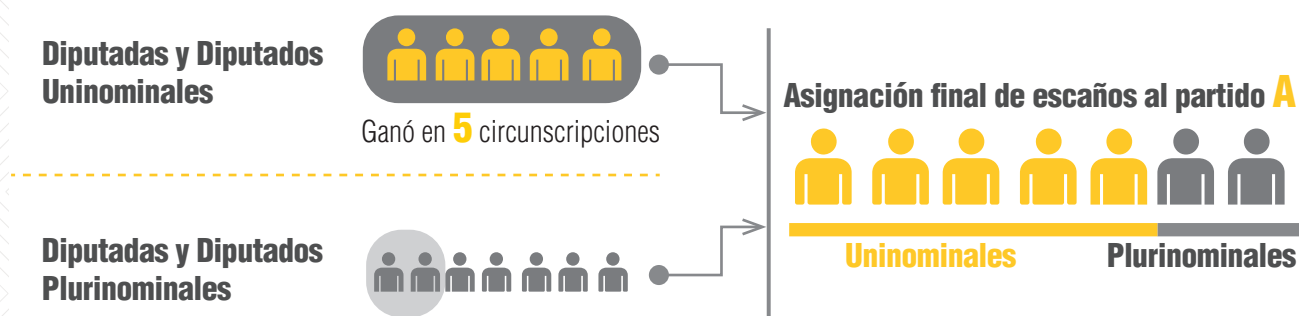 Diputadas y Diputados
Uninominales
Ganó en 5 circunscripciones
Diputadas y Diputados
Plurinominales
Asignación final de escaños al partido A
Uninominales
Plurinominales